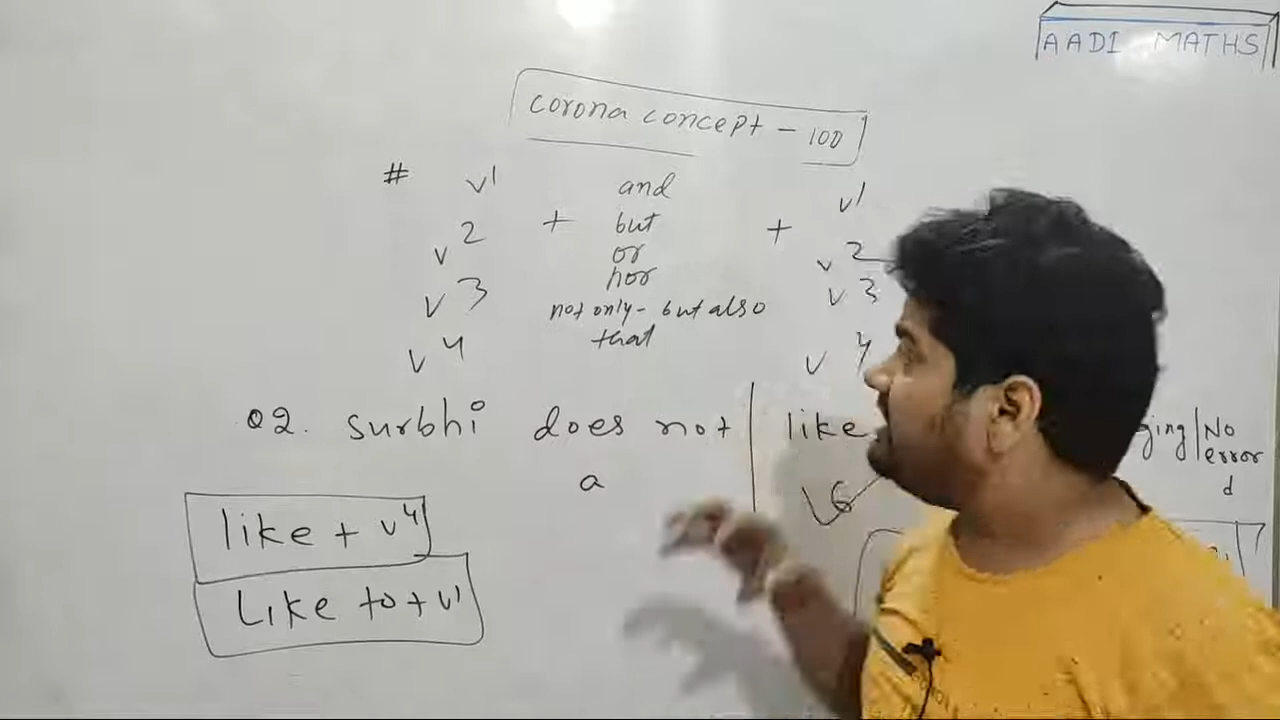 AADI MATHS
corona concept - 100
# v1 and v1
v2 + but + v2
or
v3 nor v3
not only - but also
v4 that v4
Q2. surbhi does not | like ging | No error
a b d
like + v4
Like to + v1